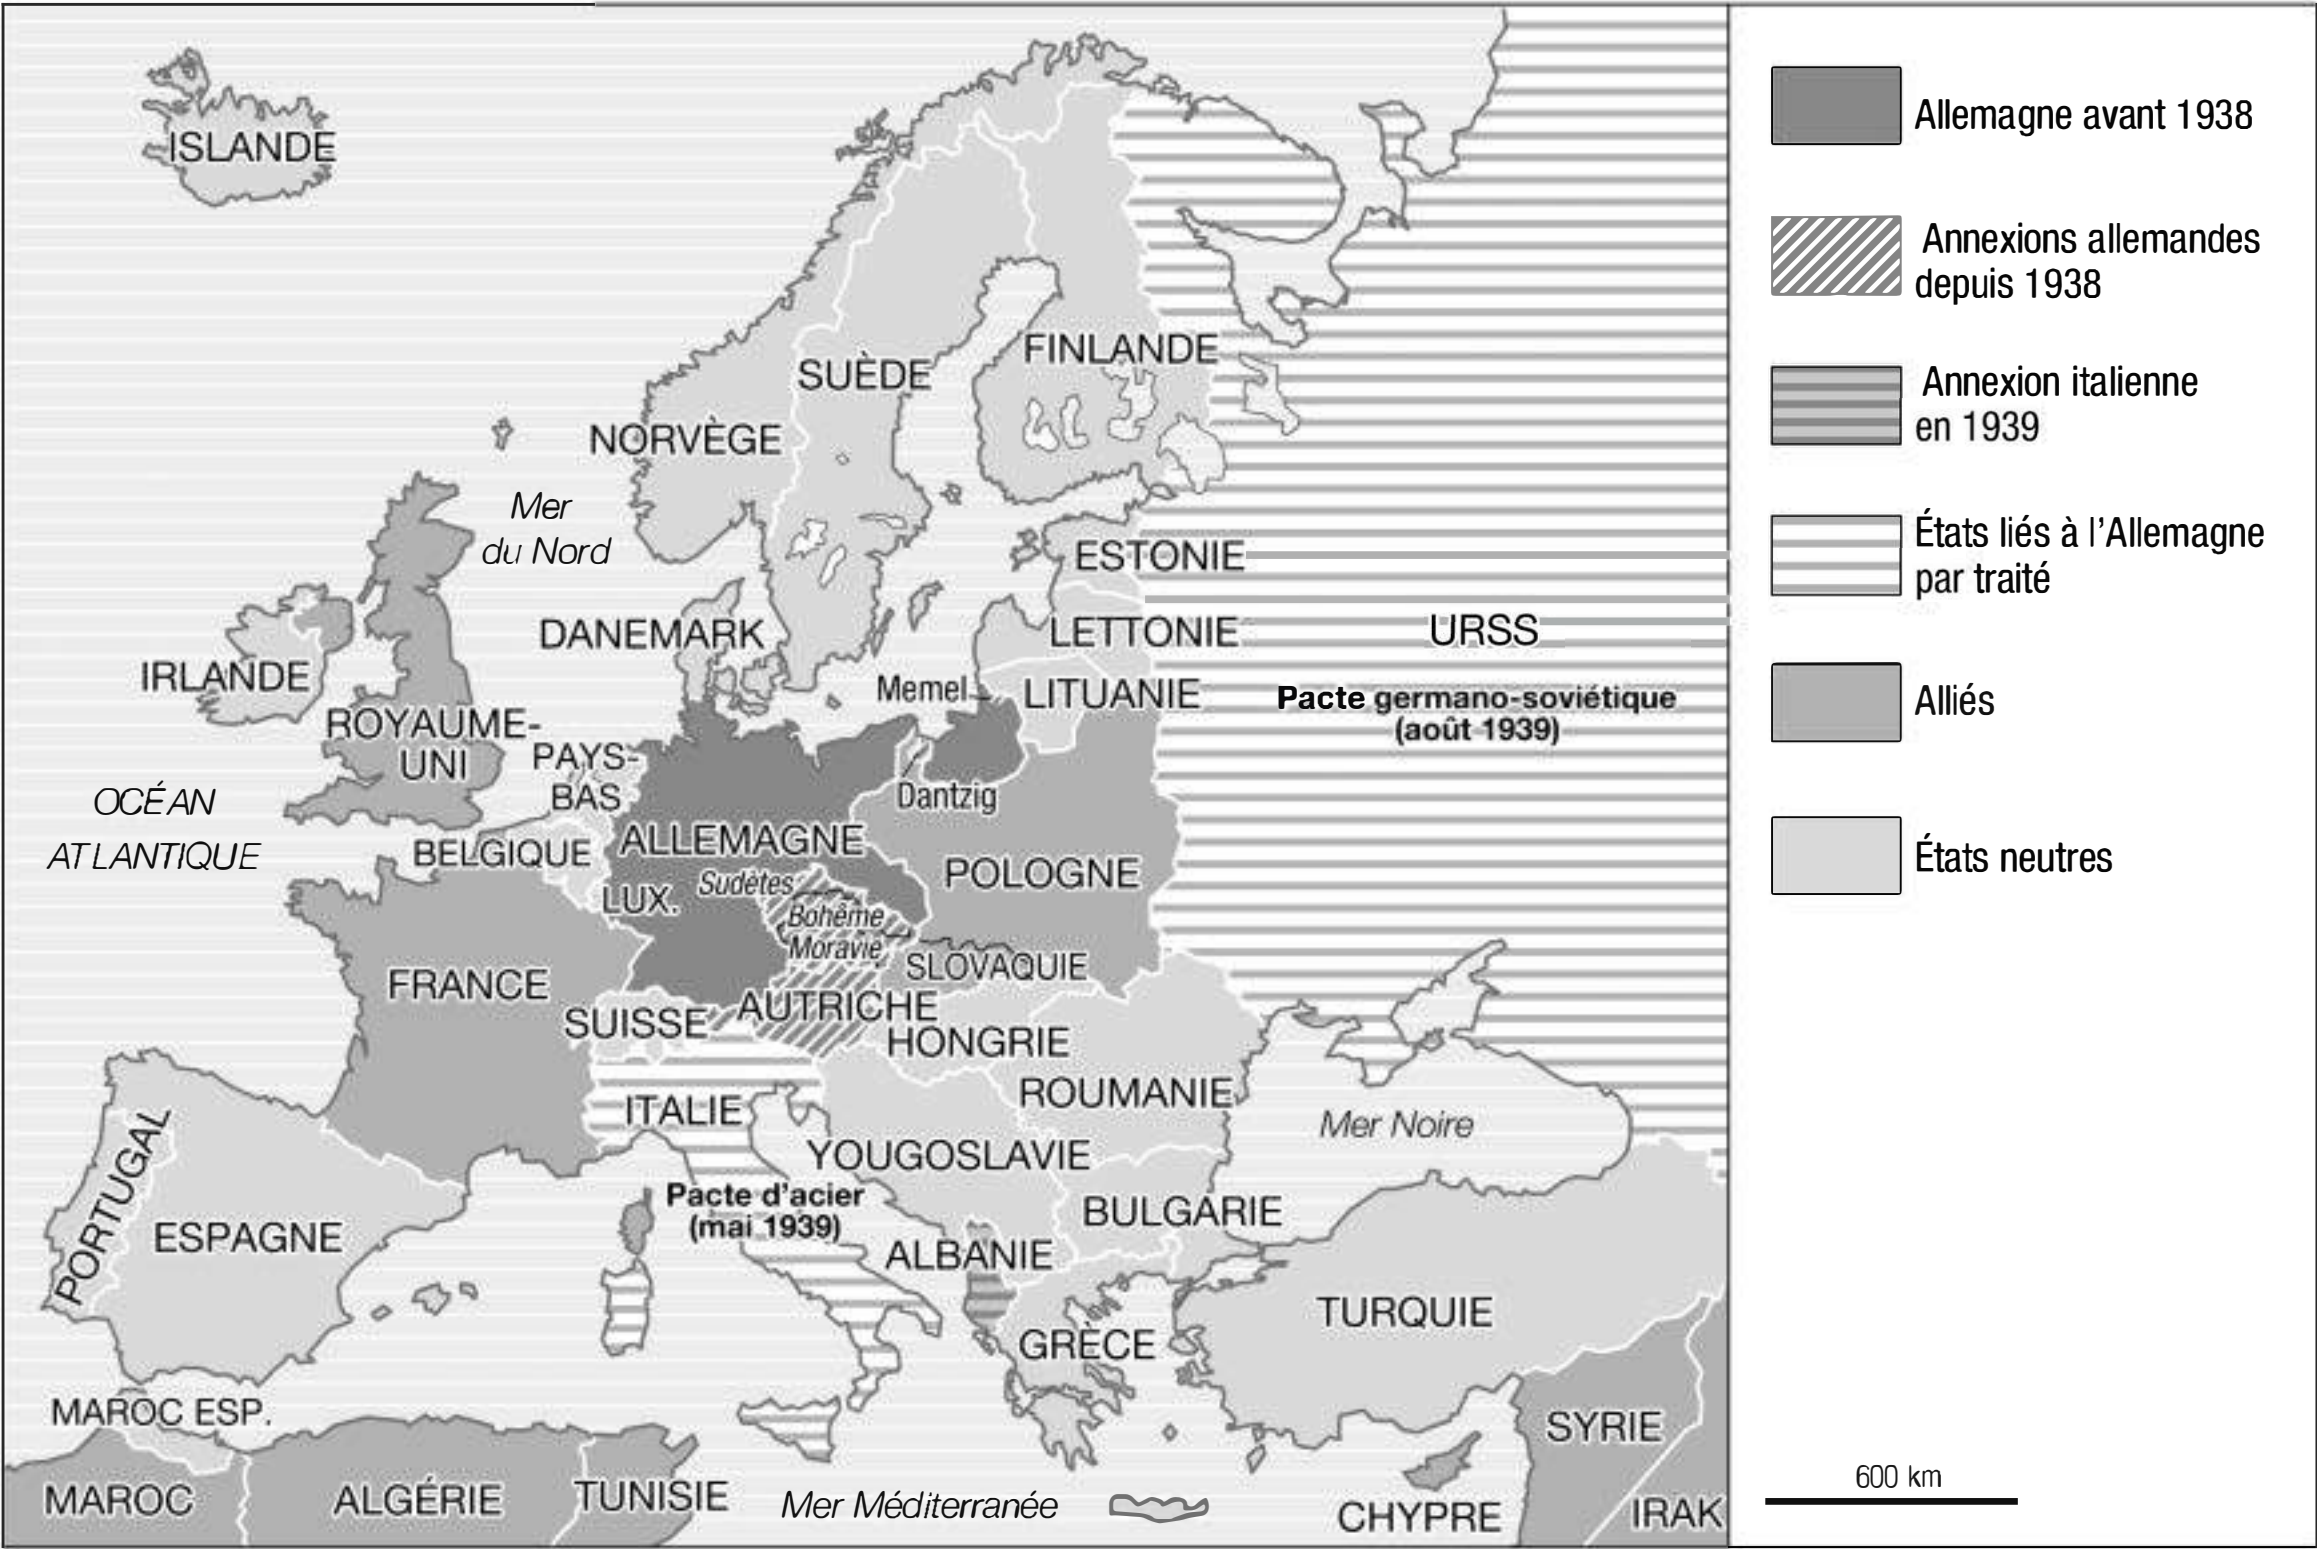 ISLANDE
SUÈDE
FINLANDE
NORVÈGE
Mer
du Nord
ESTONIE
DANEMARK
LETTONIE
URSS
IRLANDE
Memel
LITUANIE
Pacte germano-soviétique
(août 1939)
ROYAUME-
UNI
PAYS-
BAS
Dantzig
OCÉAN
ATLANTIQUE
BELGIQUE
ALLEMAGNE
POLOGNE
LUX.
Sudètes
Bohême
Moravie
SLOVAQUIE
FRANCE
SUISSE
AUTRICHE
HONGRIE
ROUMANIE
ITALIE
Mer Noire
YOUGOSLAVIE
PORTUGAL
ESPAGNE
Pacte d'acier
(mai 1939)
BULGARIE
ALBANIE
GRÈCE
TURQUIE
MAROC ESP.
SYRIE
MAROC
ALGÉRIE
TUNISIE
Mer Méditerranée
CHYPRE
IRAK
Allemagne avant 1938
Annexions allemandes
depuis 1938
Annexion italienne
en 1939
États liés à l'Allemagne
par traité
Alliés
États neutres
600 km